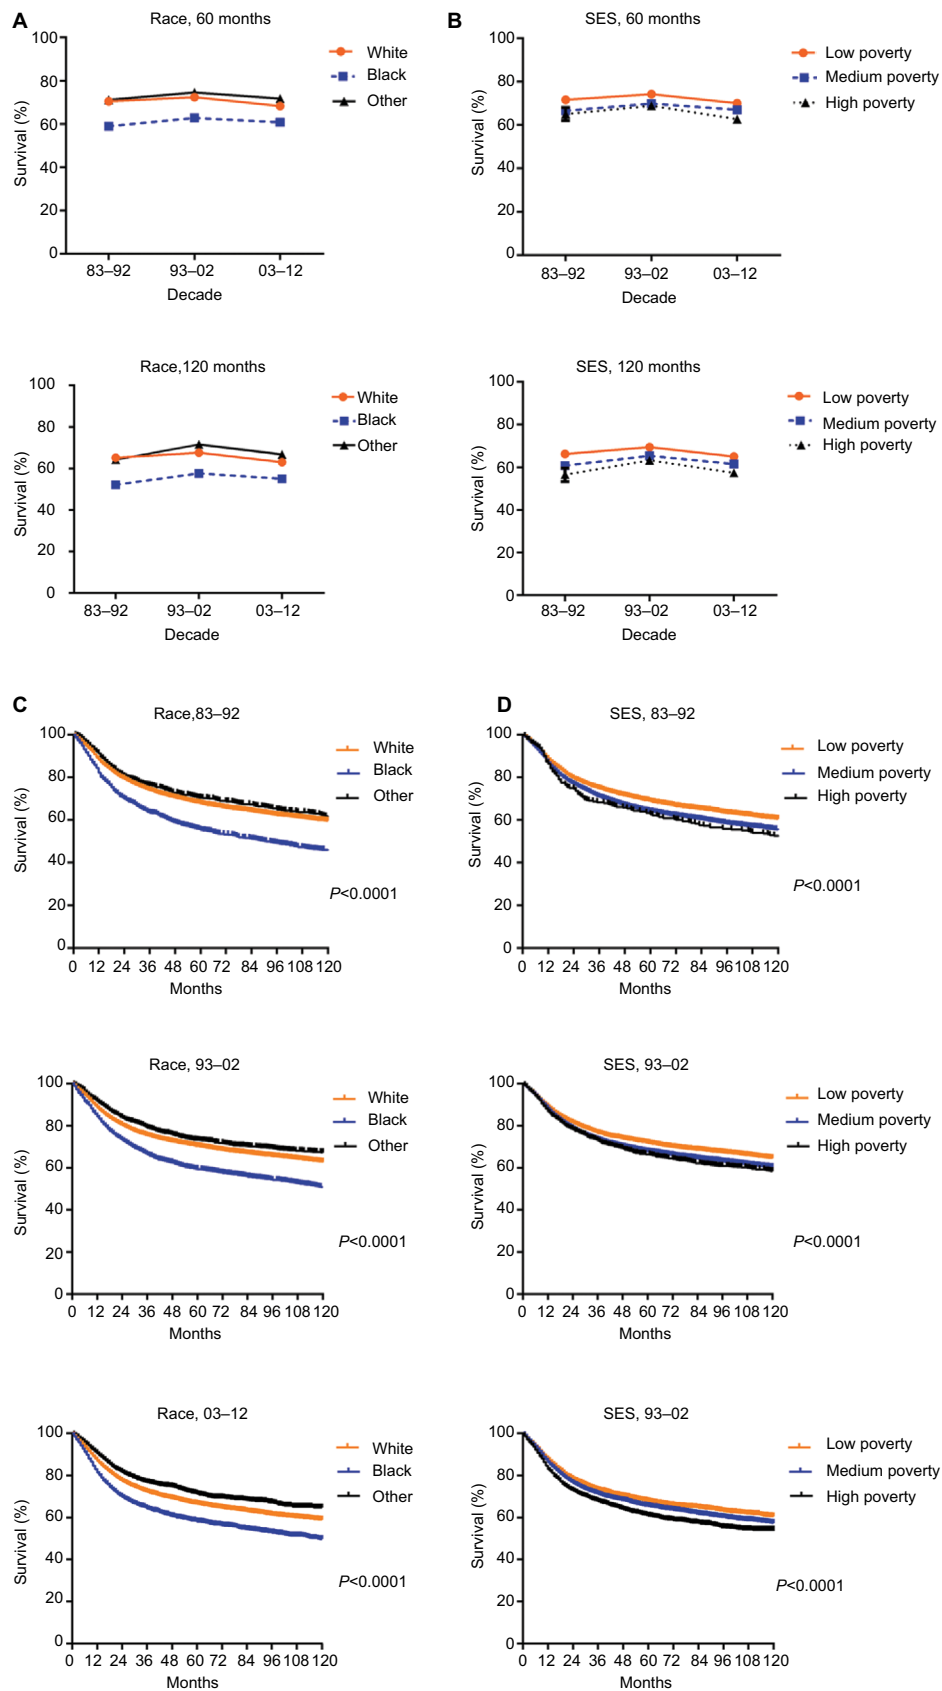 A
Race, 60 months
100
80
60
40
20
0
Survival (%)
83–92
93–02
03–12
Decade
White
Black
Other
B
SES, 60 months
100
80
60
40
20
0
Survival (%)
83–92
93–02
03–12
Decade
Low poverty
Medium poverty
High poverty
Race,120 months
100
80
60
40
20
0
Survival (%)
83–92
93–02
03–12
Decade
White
Black
Other
SES, 120 months
100
80
60
40
20
0
Survival (%)
83–92
93–02
03–12
Decade
Low poverty
Medium poverty
High poverty
C
Race,83–92
100
80
60
40
20
0
Survival (%)
0 12 24 36 48 60 72 84 96 108 120
Months
White
Black
Other
P<0.0001
D
SES, 83–92
100
80
60
40
20
0
Survival (%)
0 12 24 36 48 60 72 84 96 108 120
Months
Low poverty
Medium poverty
High poverty
P<0.0001
Race, 93–02
100
80
60
40
20
0
Survival (%)
0 12 24 36 48 60 72 84 96 108 120
Months
White
Black
Other
P<0.0001
SES, 93–02
100
80
60
40
20
0
Survival (%)
0 12 24 36 48 60 72 84 96 108 120
Months
Low poverty
Medium poverty
High poverty
P<0.0001
Race, 03–12
100
80
60
40
20
0
Survival (%)
0 12 24 36 48 60 72 84 96 108 120
Months
White
Black
Other
P<0.0001
SES, 93–02
100
80
60
40
20
0
Survival (%)
0 12 24 36 48 60 72 84 96 108 120
Months
Low poverty
Medium poverty
High poverty
P<0.0001